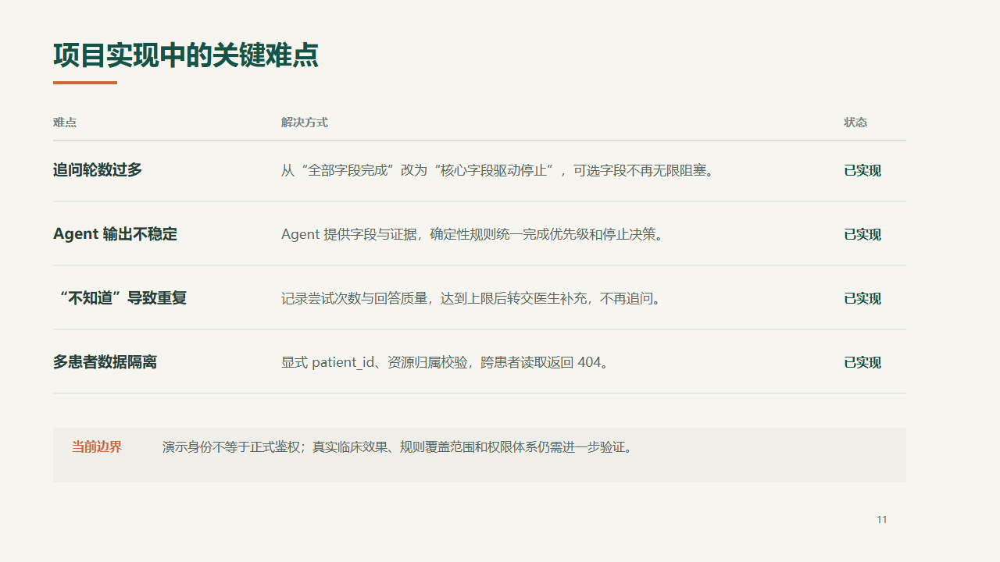 项目实现中的关键难点
难点 解决方式 状态
追问轮数过多 从“全部字段完成”改为“核心字段驱动停止”，可选字段不再无限阻塞。 已实现
Agent 输出不稳定 Agent 提供字段与证据，确定性规则统一完成优先级和停止决策。 已实现
“不知道”导致重复 记录尝试次数与回答质量，达到上限后转交医生补充，不再追问。 已实现
多患者数据隔离 显式 patient_id、资源归属校验，跨患者读取返回 404。 已实现
当前边界 演示身份不等于正式鉴权；真实临床效果、规则覆盖范围和权限体系仍需进一步验证。
11